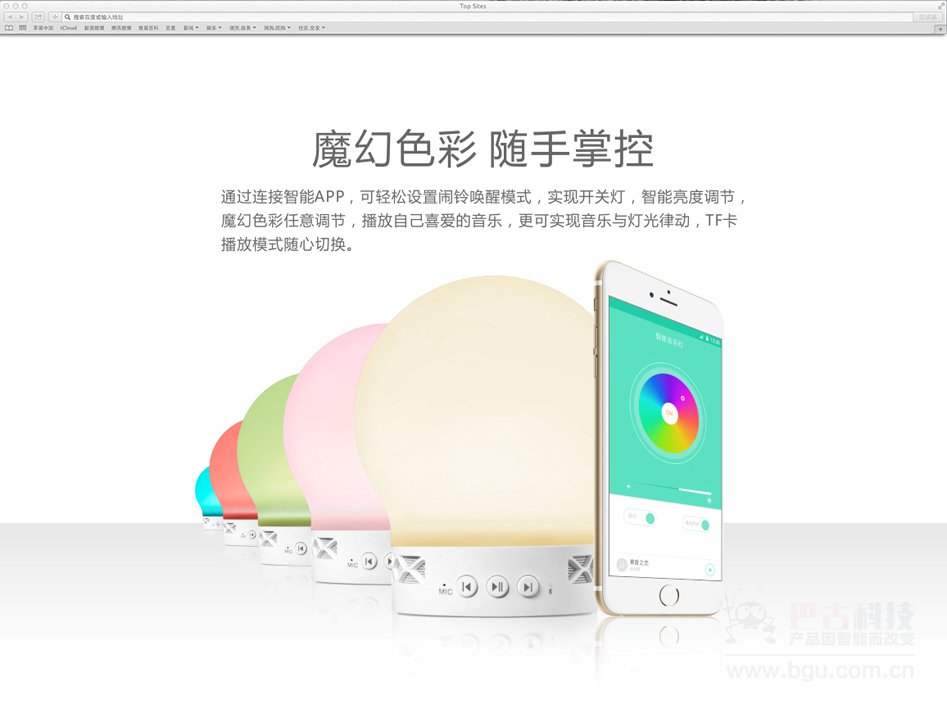 Top Sites
搜索百度或输入地址
阅读器
苹果中国 iCloud 新浪微博 腾讯微博 维基百科 百度 新闻 娱乐 便民.服务 网购.团购 社区.交友
魔幻色彩 随手掌控
通过连接智能APP，可轻松设置闹铃唤醒模式，实现开关灯，智能亮度调节，
魔幻色彩任意调节，播放自己喜爱的音乐，更可实现音乐与灯光律动，TF卡
播放模式随心切换。
智能音乐灯
MIC
MIC
MIC
巴古科技
产品因智能而改变
www.bgu.com.cn